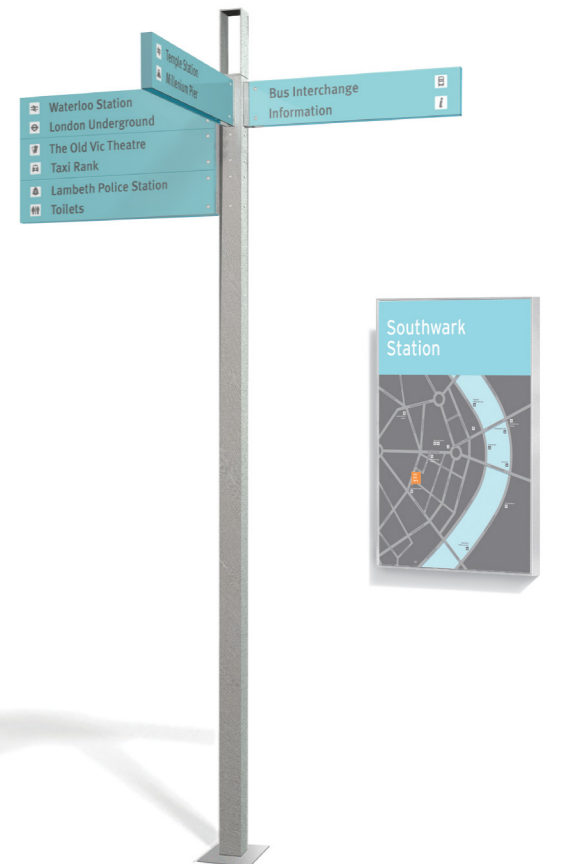 Temple Station
Millenium Pier
Waterloo Station
London Underground
The Old Vic Theatre
Taxi Rank
Lambeth Police Station
Toilets
Bus Interchange
Information
i
Southwark
Station